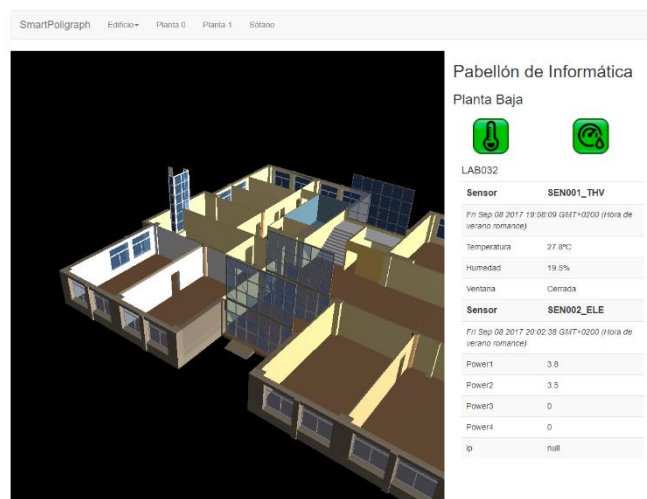 SmartPoligraph Edificio Planta 0 Planta 1 Sótano
Pabellón de Informática
Planta Baja
LAB032
Sensor SEN001_THV
Fri Sep 08 2017 19:58:09 GMT+0200 (Hora de
verano romance)
Temperatura 27.8ºC
Humedad 19.5%
Ventana Cerrada
Sensor SEN002_ELE
Fri Sep 08 2017 20:02:38 GMT+0200 (Hora de
verano romance)
Power1 3.8
Power2 3.5
Power3 0
Power4 0
Ip null